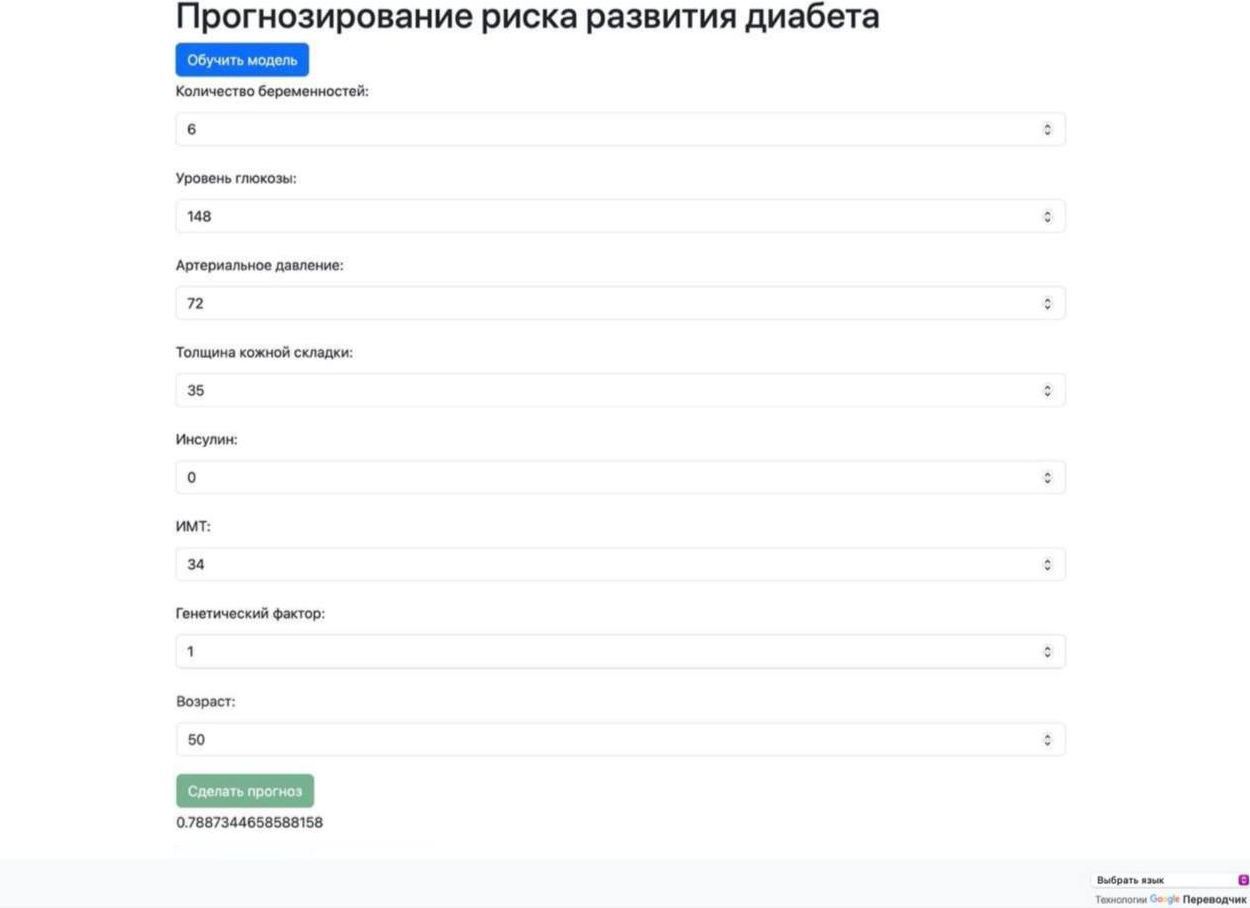 Прогнозирование риска развития диабета
Обучить модель
Количество беременностей:
6
Уровень глюкозы:
148
Артериальное давление:
72
Толщина кожной складки:
35
Инсулин:
0
ИМТ:
34
Генетический фактор:
1
Возраст:
50
Сделать прогноз
0.7887344658588158
Выбрать язык
Технологии Google Переводчик